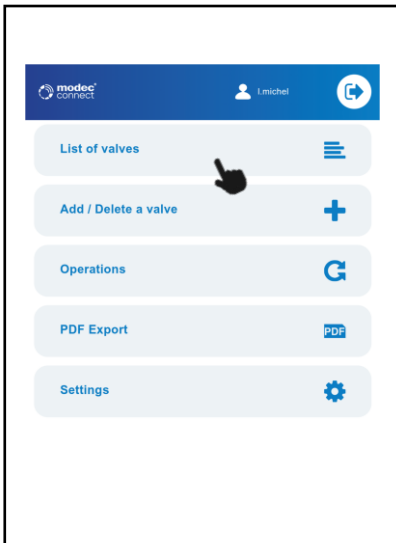 modec
connect
l.michel
List of valves
Add / Delete a valve
Operations
PDF Export
PDF
Settings